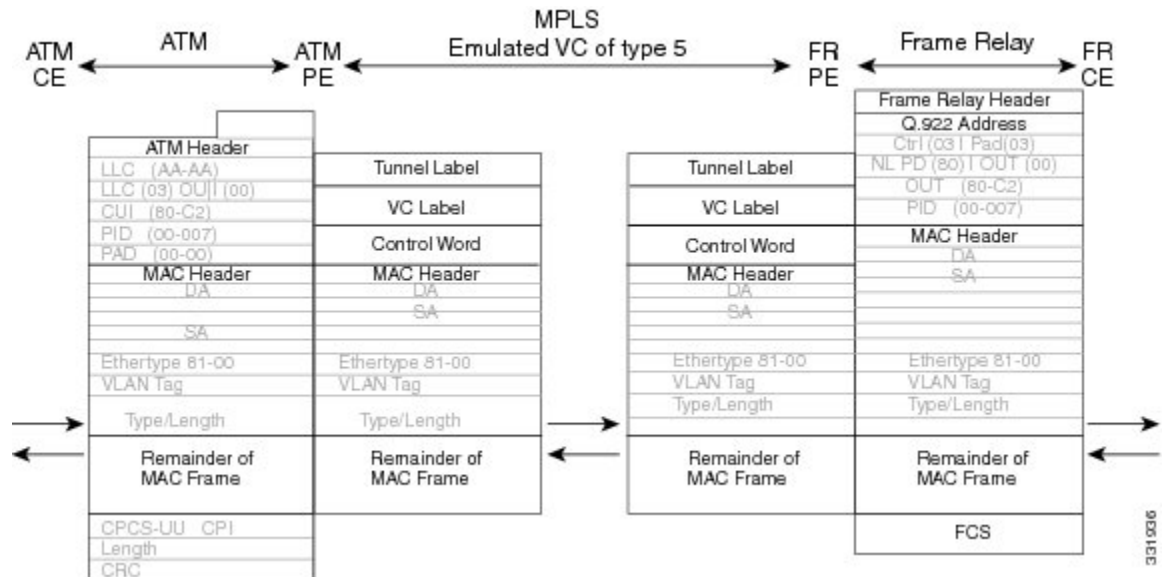 MPLS
Emulated VC of type 5
ATM CE
ATM
ATM PE
FR PE
Frame Relay
FR CE
ATM Header
LLC (AA-AA)
LLC (03) OU|I (00)
CUI (80-C2)
PID (00-007)
PAD (00-00)
MAC Header
DA
SA
Ethertype 81-00
VLAN Tag
Type/Length
Remainder of
MAC Frame
CPCS-UU CPI
Length
CRC
Tunnel Label
VC Label
Control Word
MAC Header
DA
SA
Ethertype 81-00
VLAN Tag
Type/Length
Remainder of
MAC Frame
Tunnel Label
VC Label
Control Word
MAC Header
DA
SA
Ethertype 81-00
VLAN Tag
Type/Length
Remainder of
MAC Frame
Frame Relay Header
Q.922 Address
Ctrl (03 I Pad(03)
NL PD (80) I OUT (00)
OUT (80-C2)
PID (00-007)
MAC Header
DA
SA
Ethertype 81-00
VLAN Tag
Type/Length
Remainder of
MAC Frame
FCS
331936